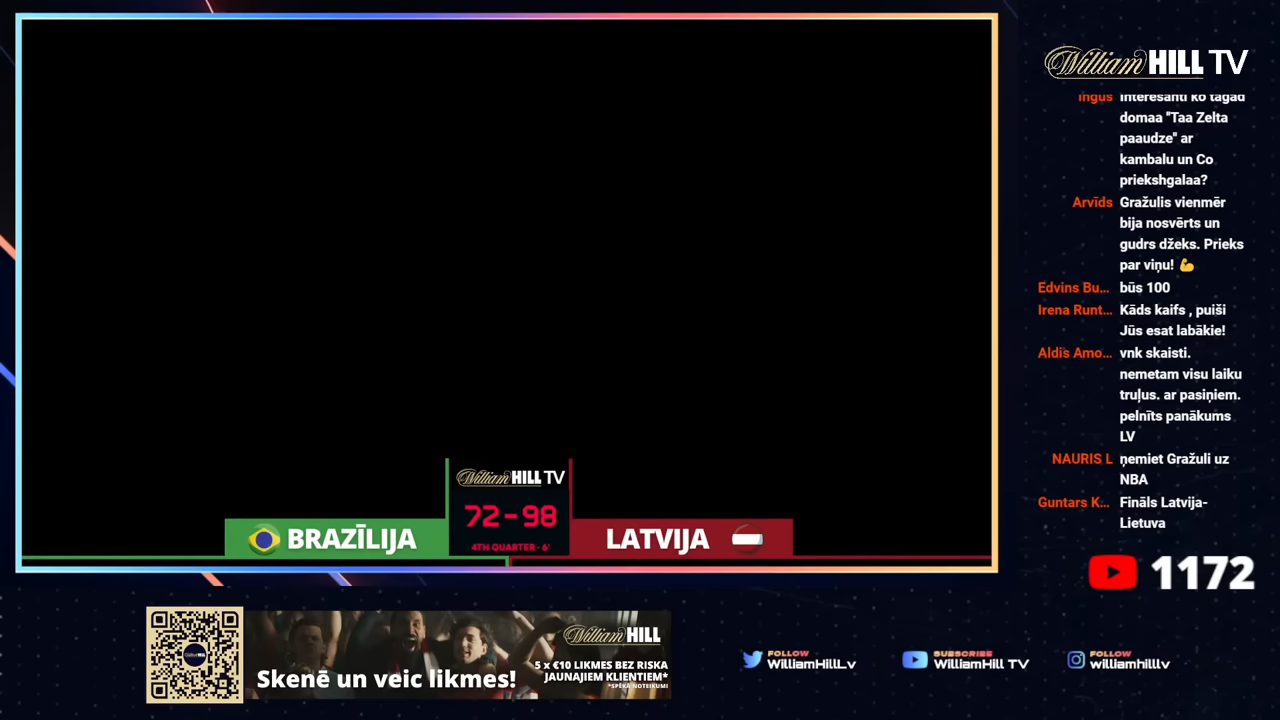 William HILL TV
Ingus Interesanti ko tagad
domaa "Taa Zelta
paaudze" ar
kambalu un Co
priekshgalaa?
Arvīds Gražulis vienmēr
bija nosvērts un
gudrs džeks. Prieks
par viņu! 💪
Edvins Bu... būs 100
Irena Runt... Kāds kaifs , puiši
Jūs esat labākie!
Aldis Amo... vnk skaisti.
nemetam visu laiku
truļus. ar pasiņiem.
pelnīts panākums
LV
NAURIS L ņemiet Gražuli uz
NBA
Guntars K... Fināls Latvija-
Lietuva
1172
William HILL TV
72-98
4TH QUARTER - 6'
BRAZĪLIJA
LATVIJA
William HILL
5 x €10 LIKMES BEZ RISKA
JAUNAJIEM KLIENTIEM*
*SPĒKĀ NOTEIKUMI
Skenē un veic likmes!
FOLLOW
WilliamHill_v
SUBSCRIBE
WilliamHill TV
FOLLOW
williamhilllv